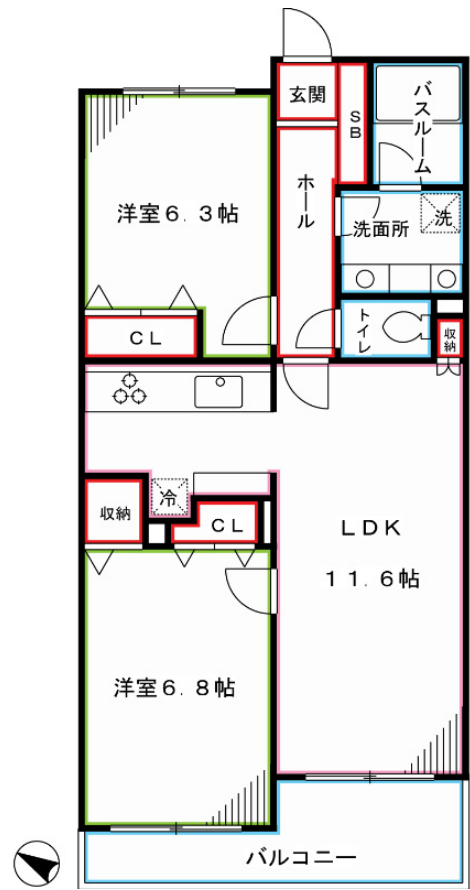 玄関
SB
バスルーム
洋室6.3帖
ホール
洗面所
洗
トイレ
CL
収納
冷
収納
CL
LDK
11.6帖
洋室6.8帖
バルコニー